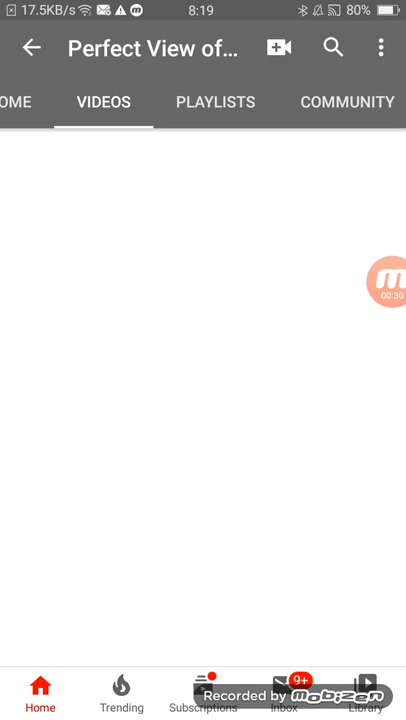 17.5KB/s 8:19 80%
Perfect View of...
OME VIDEOS PLAYLISTS COMMUNITY
m
00:30
9+
Recorded by mobizen
Home Trending Subscriptions Inbox Library